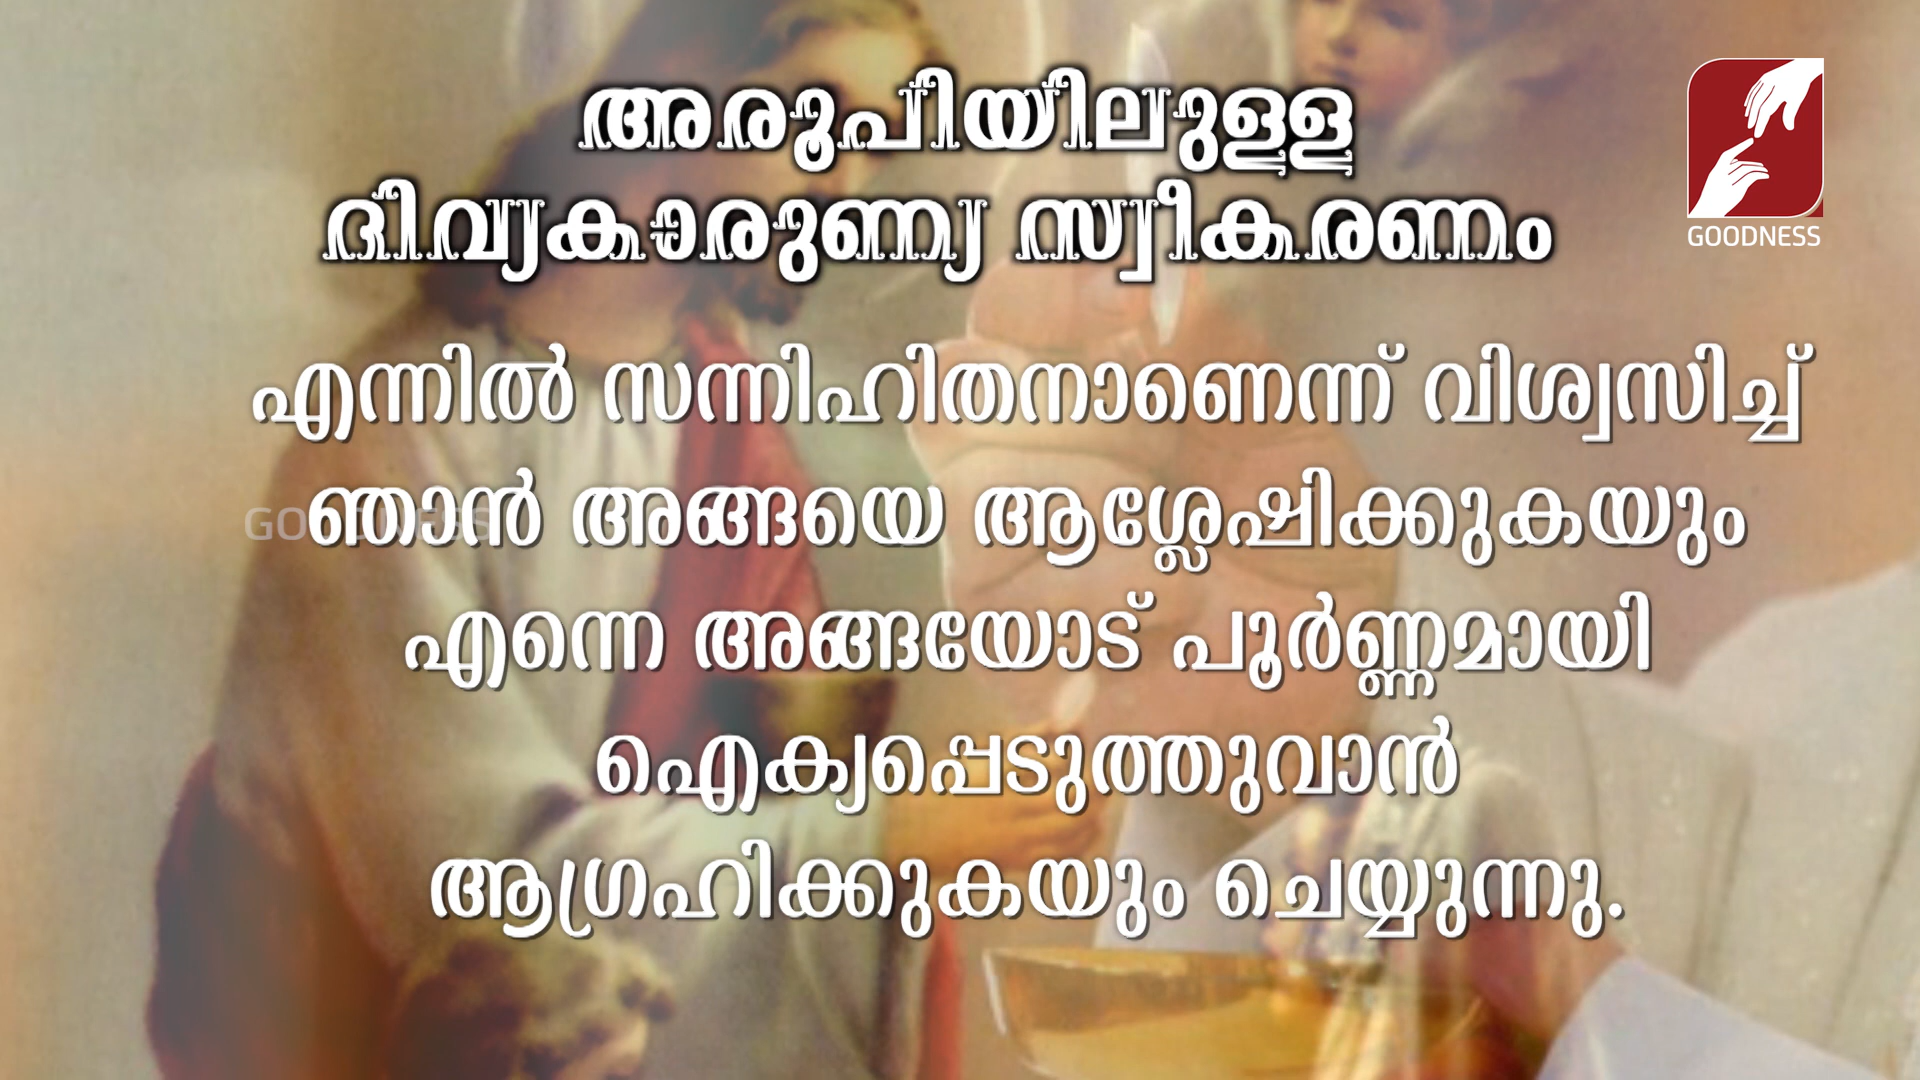 അരൂപിയിലുള്ള
ദിവ്യകാരുണ്യ സ്വീകരണം
GOODNESS
എന്നിൽ സന്നിഹിതനാണെന്ന് വിശ്വസിച്ച്
GOODNESS
ഞാൻ അങ്ങയെ ആശ്ലേഷിക്കുകയും
എന്നെ അങ്ങയോട് പൂർണ്ണമായി
ഐക്യപ്പെടുത്തുവാൻ
ആഗ്രഹിക്കുകയും ചെയ്യുന്നു.